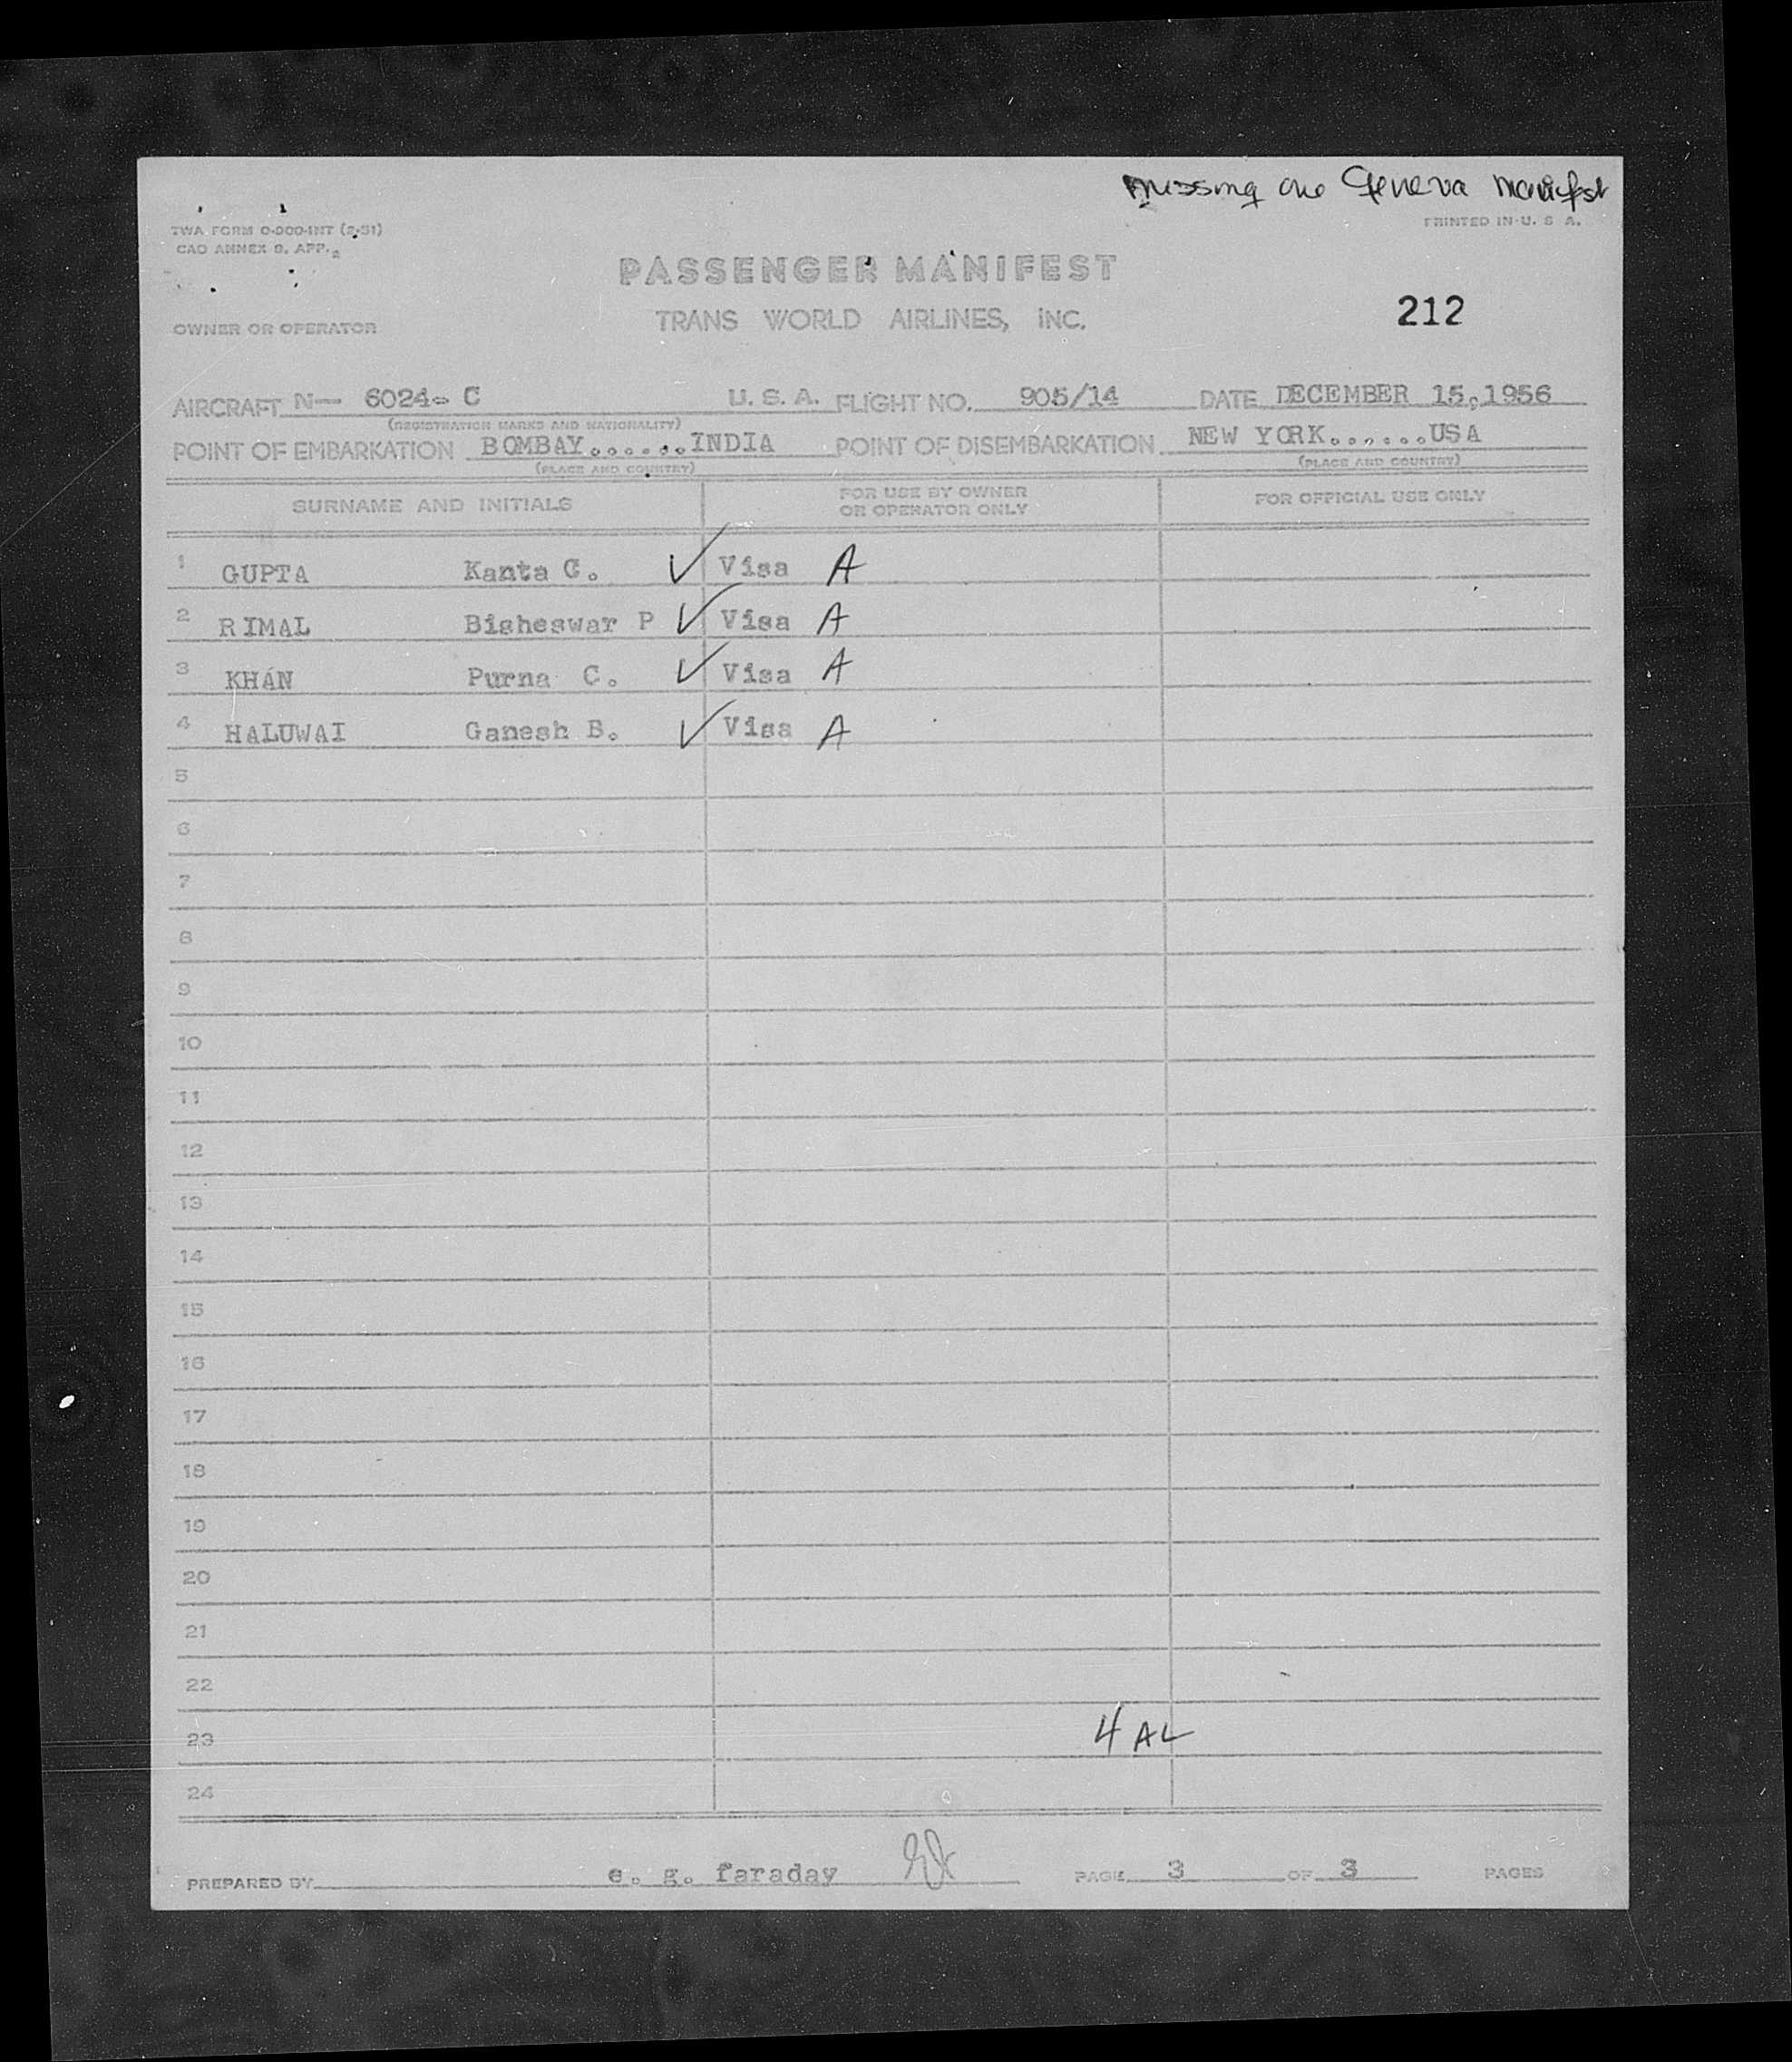 missing one Geneva manifest
TWA FORM O-900-INT (2-51)
PRINTED IN U. S. A.
CAO ANNEX 9. APP. 2
PASSENGER MANIFEST
TRANS WORLD AIRLINES, INC.
212
OWNER OR OPERATOR
AIRCRAFT N— 6024- C U. S. A. FLIGHT NO. 905/14 DATE DECEMBER 15,1956
(REGISTRATION MARKS AND NATIONALITY)
POINT OF EMBARKATION BOMBAY.......INDIA POINT OF DISEMBARKATION NEW YORK.......USA
(PLACE AND COUNTRY) (PLACE AND COUNTRY)
SURNAME AND INITIALS FOR USE BY OWNER OR OPERATOR ONLY FOR OFFICIAL USE ONLY
1 GUPTA Kanta C. ✓ Visa A
2 RIMAL Bisheswar P ✓ Visa A
3 KHAN Purna C. ✓ Visa A
4 HALUWAI Ganesh B. ✓ Visa A
5
6
7
8
9
10
11
12
13
14
15
16
17
18
19
20
21
22
23 4 AL
24
PREPARED BY e. g. faraday PAGE 3 OF 3 PAGES